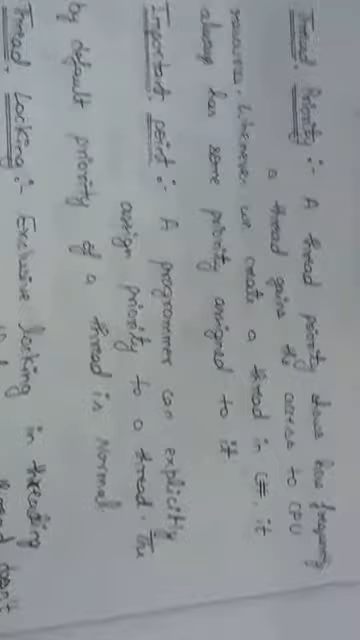 Thread Priority :- A thread priority shows how frequently
a thread gains the access to CPU
resources. Whenever we create a thread in C#, it
always has some priority assigned to it
Important point :- A programmer can explicitly
assign priority to a thread. The
by default priority of a thread is Normal
Thread Locking :- Exclusive locking in threading
doesn't